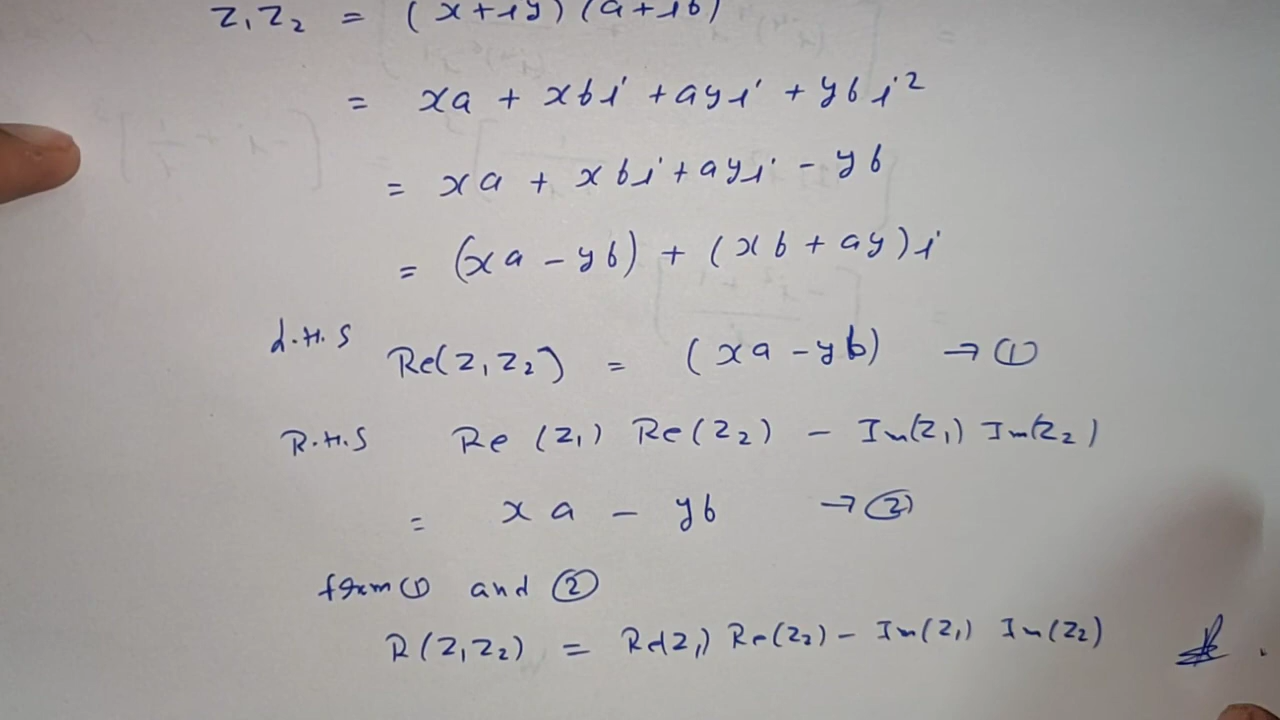 z₁z₂ = (x+iy)(a+ib)
= xa + xbi + ayi + ybi²
= xa + xbi + ayi - yb
= (xa - yb) + (xb + ay)i
L.H.S Re(z₁z₂) = (xa - yb) → ①
R.H.S Re(z₁) Re(z₂) - Im(z₁) Im(z₂)
= xa - yb → ②
from ① and ②
R(z₁z₂) = Re(z₁) Re(z₂) - Im(z₁) Im(z₂)